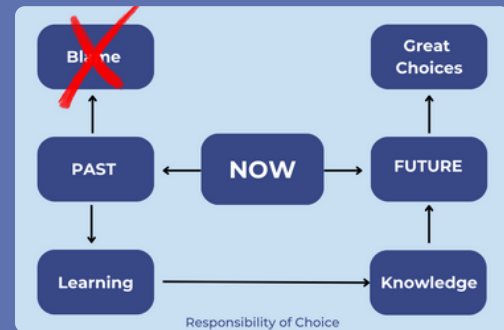 Blame
Great
Choices
PAST
NOW
FUTURE
Learning
Knowledge
Responsibility of Choice